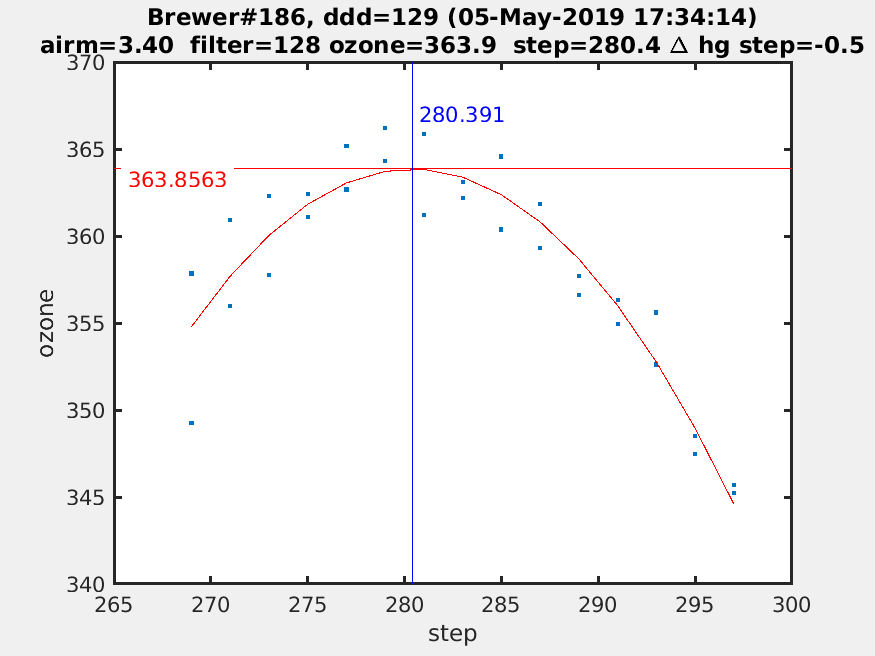 Brewer#186, ddd=129 (05-May-2019 17:34:14)
airm=3.40  filter=128 ozone=363.9  step=280.4 Δ hg step=-0.5
370
365
360
355
350
345
340
ozone
280.391
363.8563
265 270 275 280 285 290 295 300
step